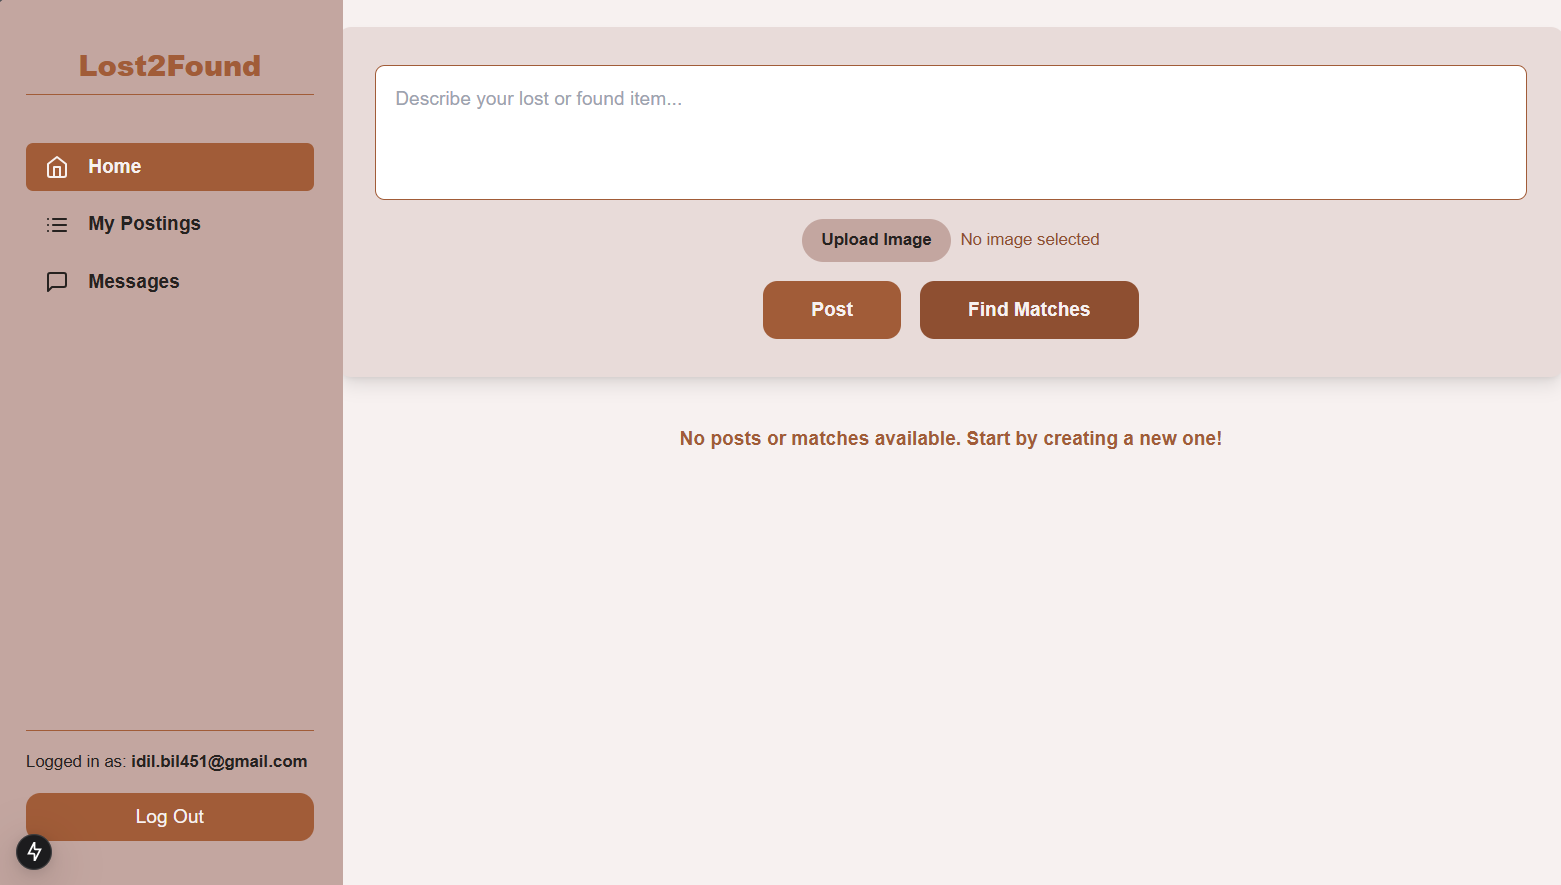 Lost2Found
Home
My Postings
Messages
Logged in as: idil.bil451@gmail.com
Log Out
Describe your lost or found item...
Upload Image No image selected
Post Find Matches
No posts or matches available. Start by creating a new one!